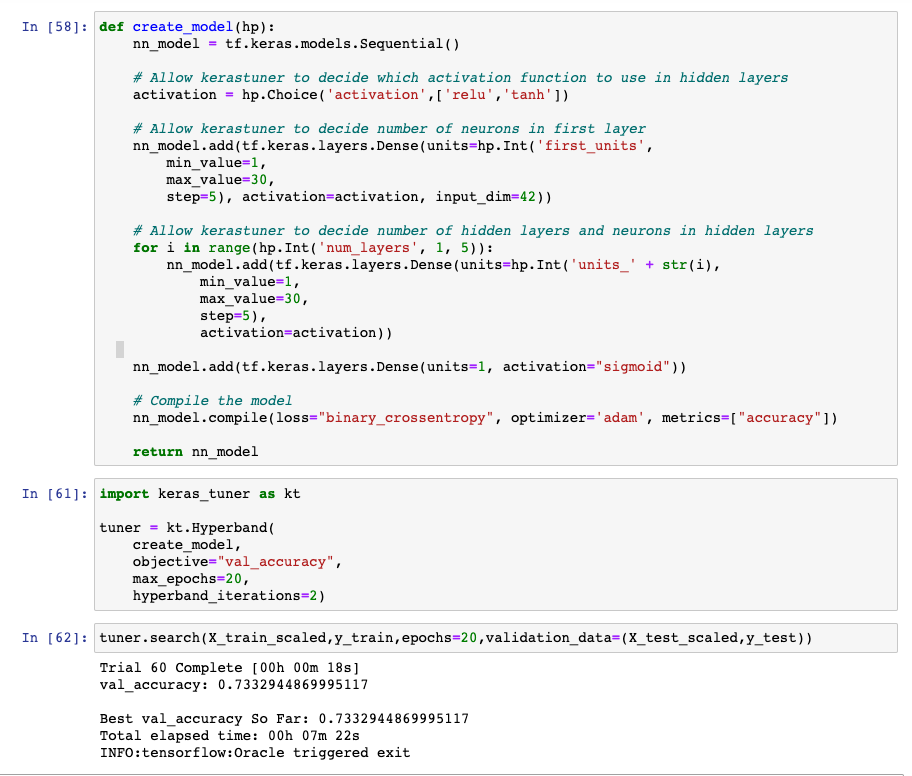 In [58]: def create_model(hp):
    nn_model = tf.keras.models.Sequential()
    # Allow kerastuner to decide which activation function to use in hidden layers
    activation = hp.Choice('activation',['relu','tanh'])
    # Allow kerastuner to decide number of neurons in first layer
    nn_model.add(tf.keras.layers.Dense(units=hp.Int('first_units',
        min_value=1,
        max_value=30,
        step=5), activation=activation, input_dim=42))
    # Allow kerastuner to decide number of hidden layers and neurons in hidden layers
    for i in range(hp.Int('num_layers', 1, 5)):
        nn_model.add(tf.keras.layers.Dense(units=hp.Int('units_' + str(i),
            min_value=1,
            max_value=30,
            step=5),
            activation=activation))
    nn_model.add(tf.keras.layers.Dense(units=1, activation="sigmoid"))
    # Compile the model
    nn_model.compile(loss="binary_crossentropy", optimizer='adam', metrics=["accuracy"])
    return nn_model
In [61]: import keras_tuner as kt
tuner = kt.Hyperband(
    create_model,
    objective="val_accuracy",
    max_epochs=20,
    hyperband_iterations=2)
In [62]: tuner.search(X_train_scaled,y_train,epochs=20,validation_data=(X_test_scaled,y_test))
Trial 60 Complete [00h 00m 18s]
val_accuracy: 0.7332944869995117
Best val_accuracy So Far: 0.7332944869995117
Total elapsed time: 00h 07m 22s
INFO:tensorflow:Oracle triggered exit